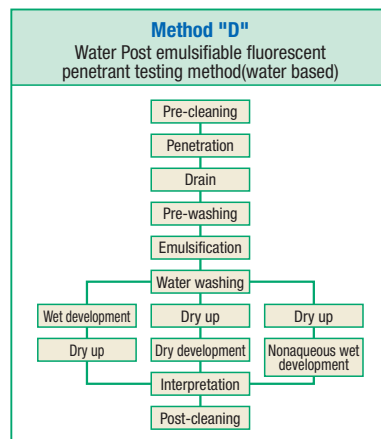 Method "D"
Water Post emulsifiable fluorescent
penetrant testing method(water based)
Pre-cleaning
Penetration
Drain
Pre-washing
Emulsification
Water washing
Wet development
Dry up
Dry up
Dry up
Dry development
Nonaqueous wet
development
Interpretation
Post-cleaning